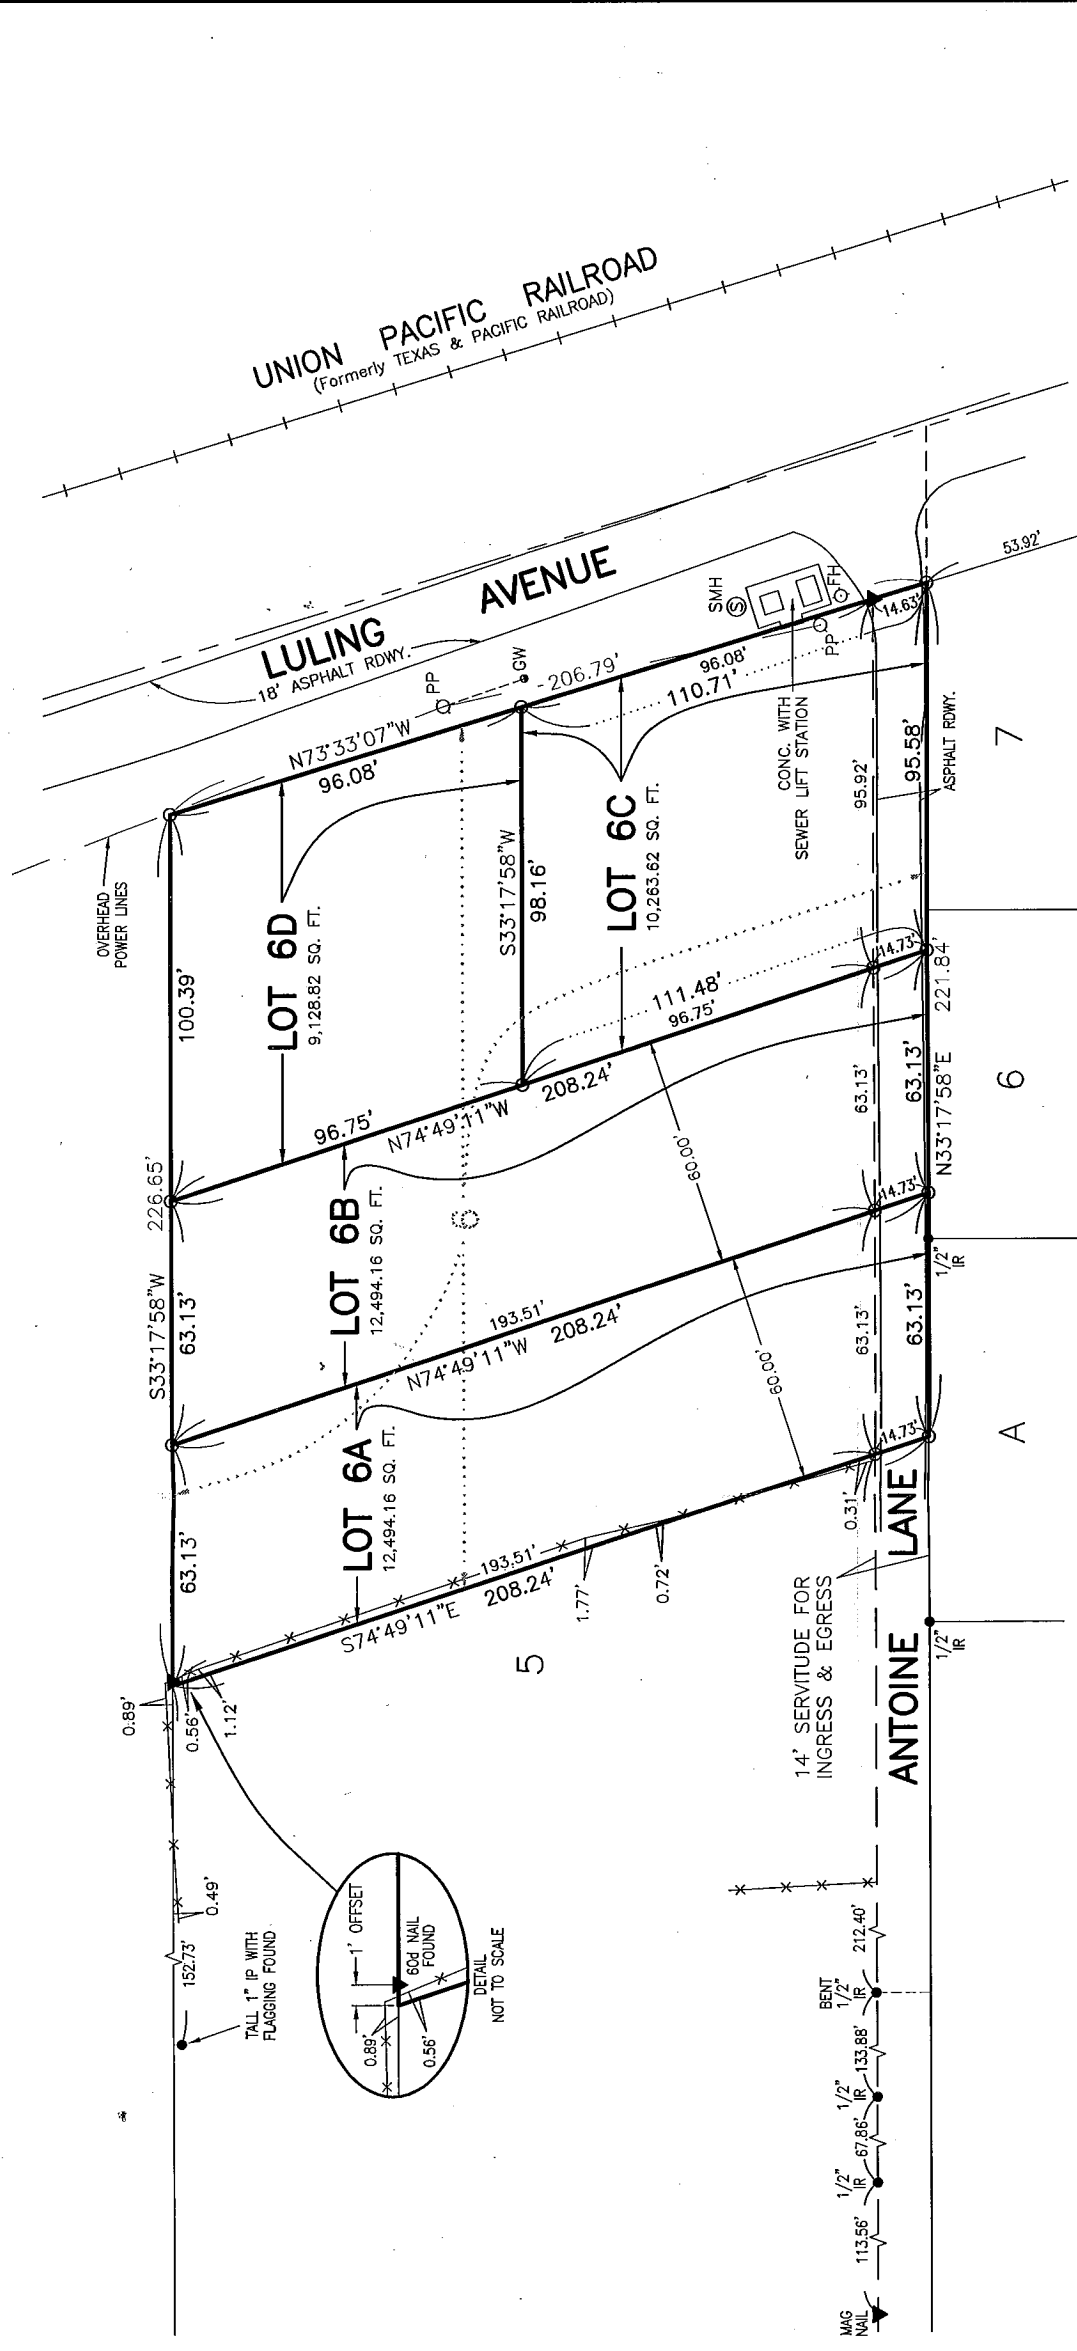 UNION PACIFIC RAILROAD
(Formerly TEXAS & PACIFIC RAILROAD)
LULING AVENUE
18' ASPHALT RDWY.
OVERHEAD
POWER LINES
N73°33'07"W
96.08'
PP
GW
206.79'
SMH
S
FH
PP
14.63'
53.92'
96.08'
110.71'
CONC. WITH
SEWER LIFT STATION
95.92'
95.58'
ASPHALT RDWY.
7
100.39'
LOT 6D
9,128.82 SQ. FT.
S33°17'58"W
98.16'
LOT 6C
10,263.62 SQ. FT.
111.48'
96.75'
14.73'
221.84'
96.75'
N74°49'11"W
208.24'
226.65'
S33°17'58"W
63.13'
LOT 6B
12,494.16 SQ. FT.
6
60.00'
63.13'
63.13'
N33°17'58"E
6
14.73'
1/2"
IR
193.51'
N74°49'11"W
208.24'
63.13'
LOT 6A
12,494.16 SQ. FT.
60.00'
63.13'
63.13'
14.73'
A
193.51'
S74°49'11"E
208.24'
1.77'
0.72'
0.31'
5
14' SERVITUDE FOR
INGRESS & EGRESS
ANTOINE LANE
1/2"
IR
0.89'
0.56'
1.12'
0.49'
152.73'
TALL 1" IP WITH
FLAGGING FOUND
1' OFFSET
60d NAIL
FOUND
0.89'
0.56'
DETAIL
NOT TO SCALE
212.40'
BENT
1/2"
IR
133.88'
1/2"
IR
67.86'
1/2"
IR
113.56'
MAG
NAIL